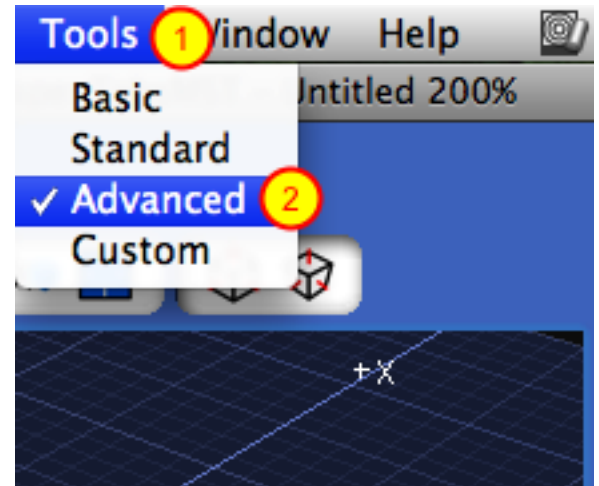 Tools 1 Window Help
Untitled 200%
Basic
Standard
✓ Advanced 2
Custom
+X